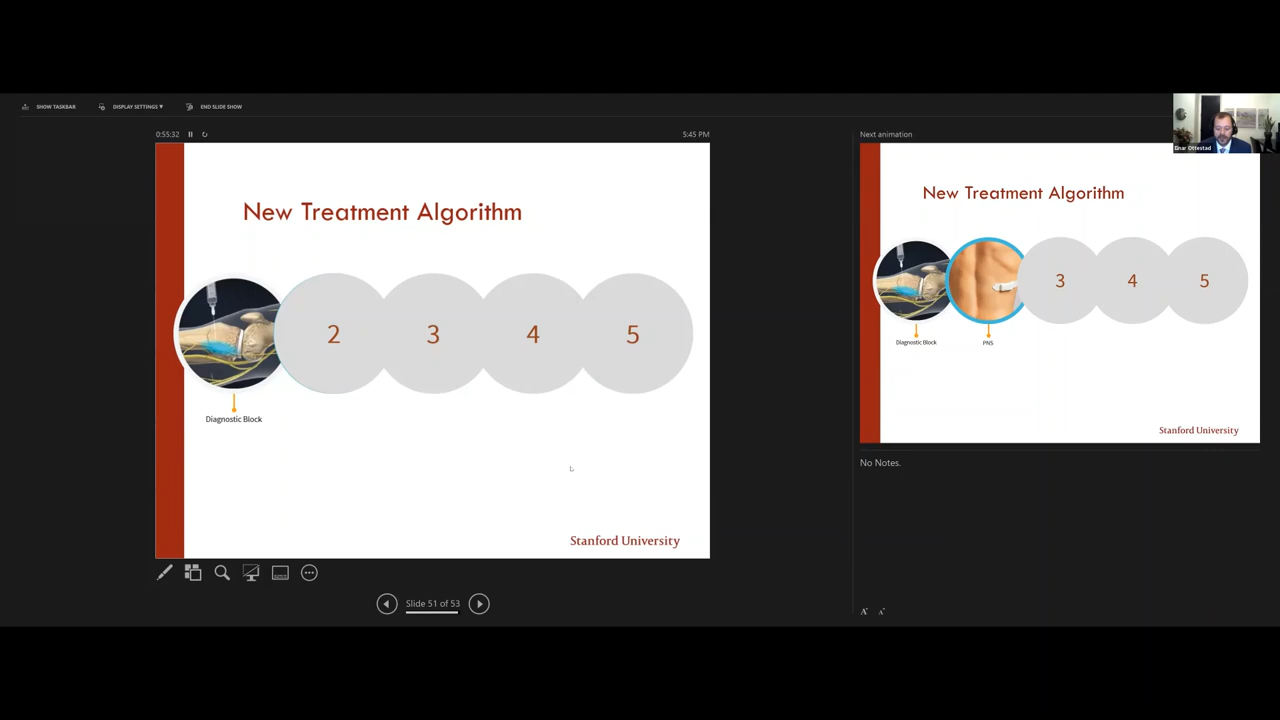 SHOW TASKBAR
DISPLAY SETTINGS ▼
END SLIDE SHOW
0:55:32
5:45 PM
New Treatment Algorithm
2
3
4
5
Diagnostic Block
Stanford University
Slide 51 of 53
Next animation
Einar Ottestad
New Treatment Algorithm
3
4
5
Diagnostic Block
PNS
Stanford University
No Notes.
A
A